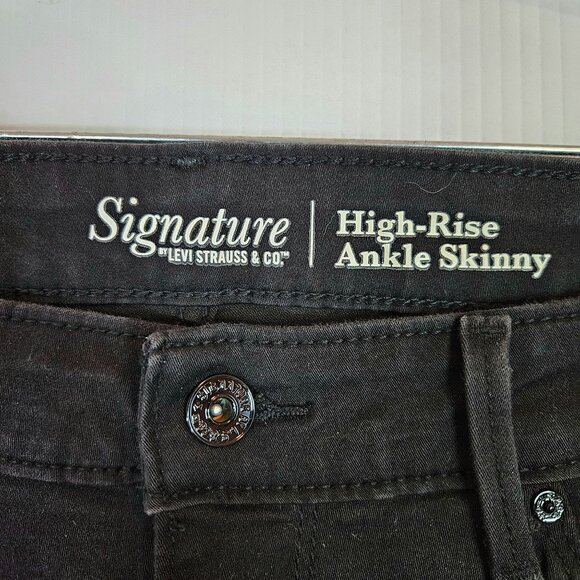 Signature
BY LEVI STRAUSS & CO.™
High-Rise
Ankle Skinny